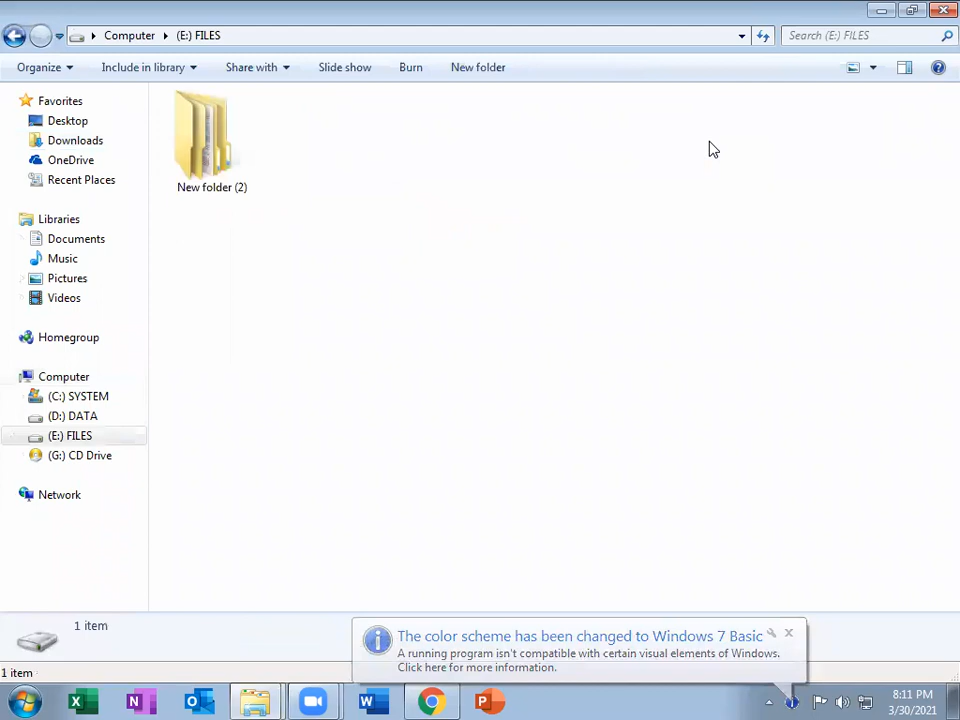 Computer (E:) FILES
Search (E:) FILES
Organize Include in library Share with Slide show Burn New folder
Favorites
Desktop
Downloads
OneDrive
Recent Places
Libraries
Documents
Music
Pictures
Videos
Homegroup
Computer
(C:) SYSTEM
(D:) DATA
(E:) FILES
(G:) CD Drive
Network
New folder (2)
1 item
The color scheme has been changed to Windows 7 Basic
A running program isn't compatible with certain visual elements of Windows.
Click here for more information.
1 item
8:11 PM
3/30/2021